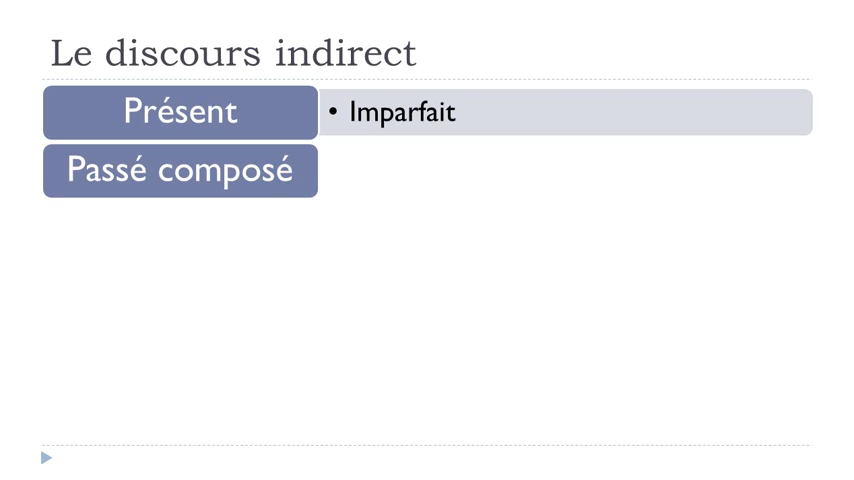 Le discours indirect
Présent
• Imparfait
Passé composé